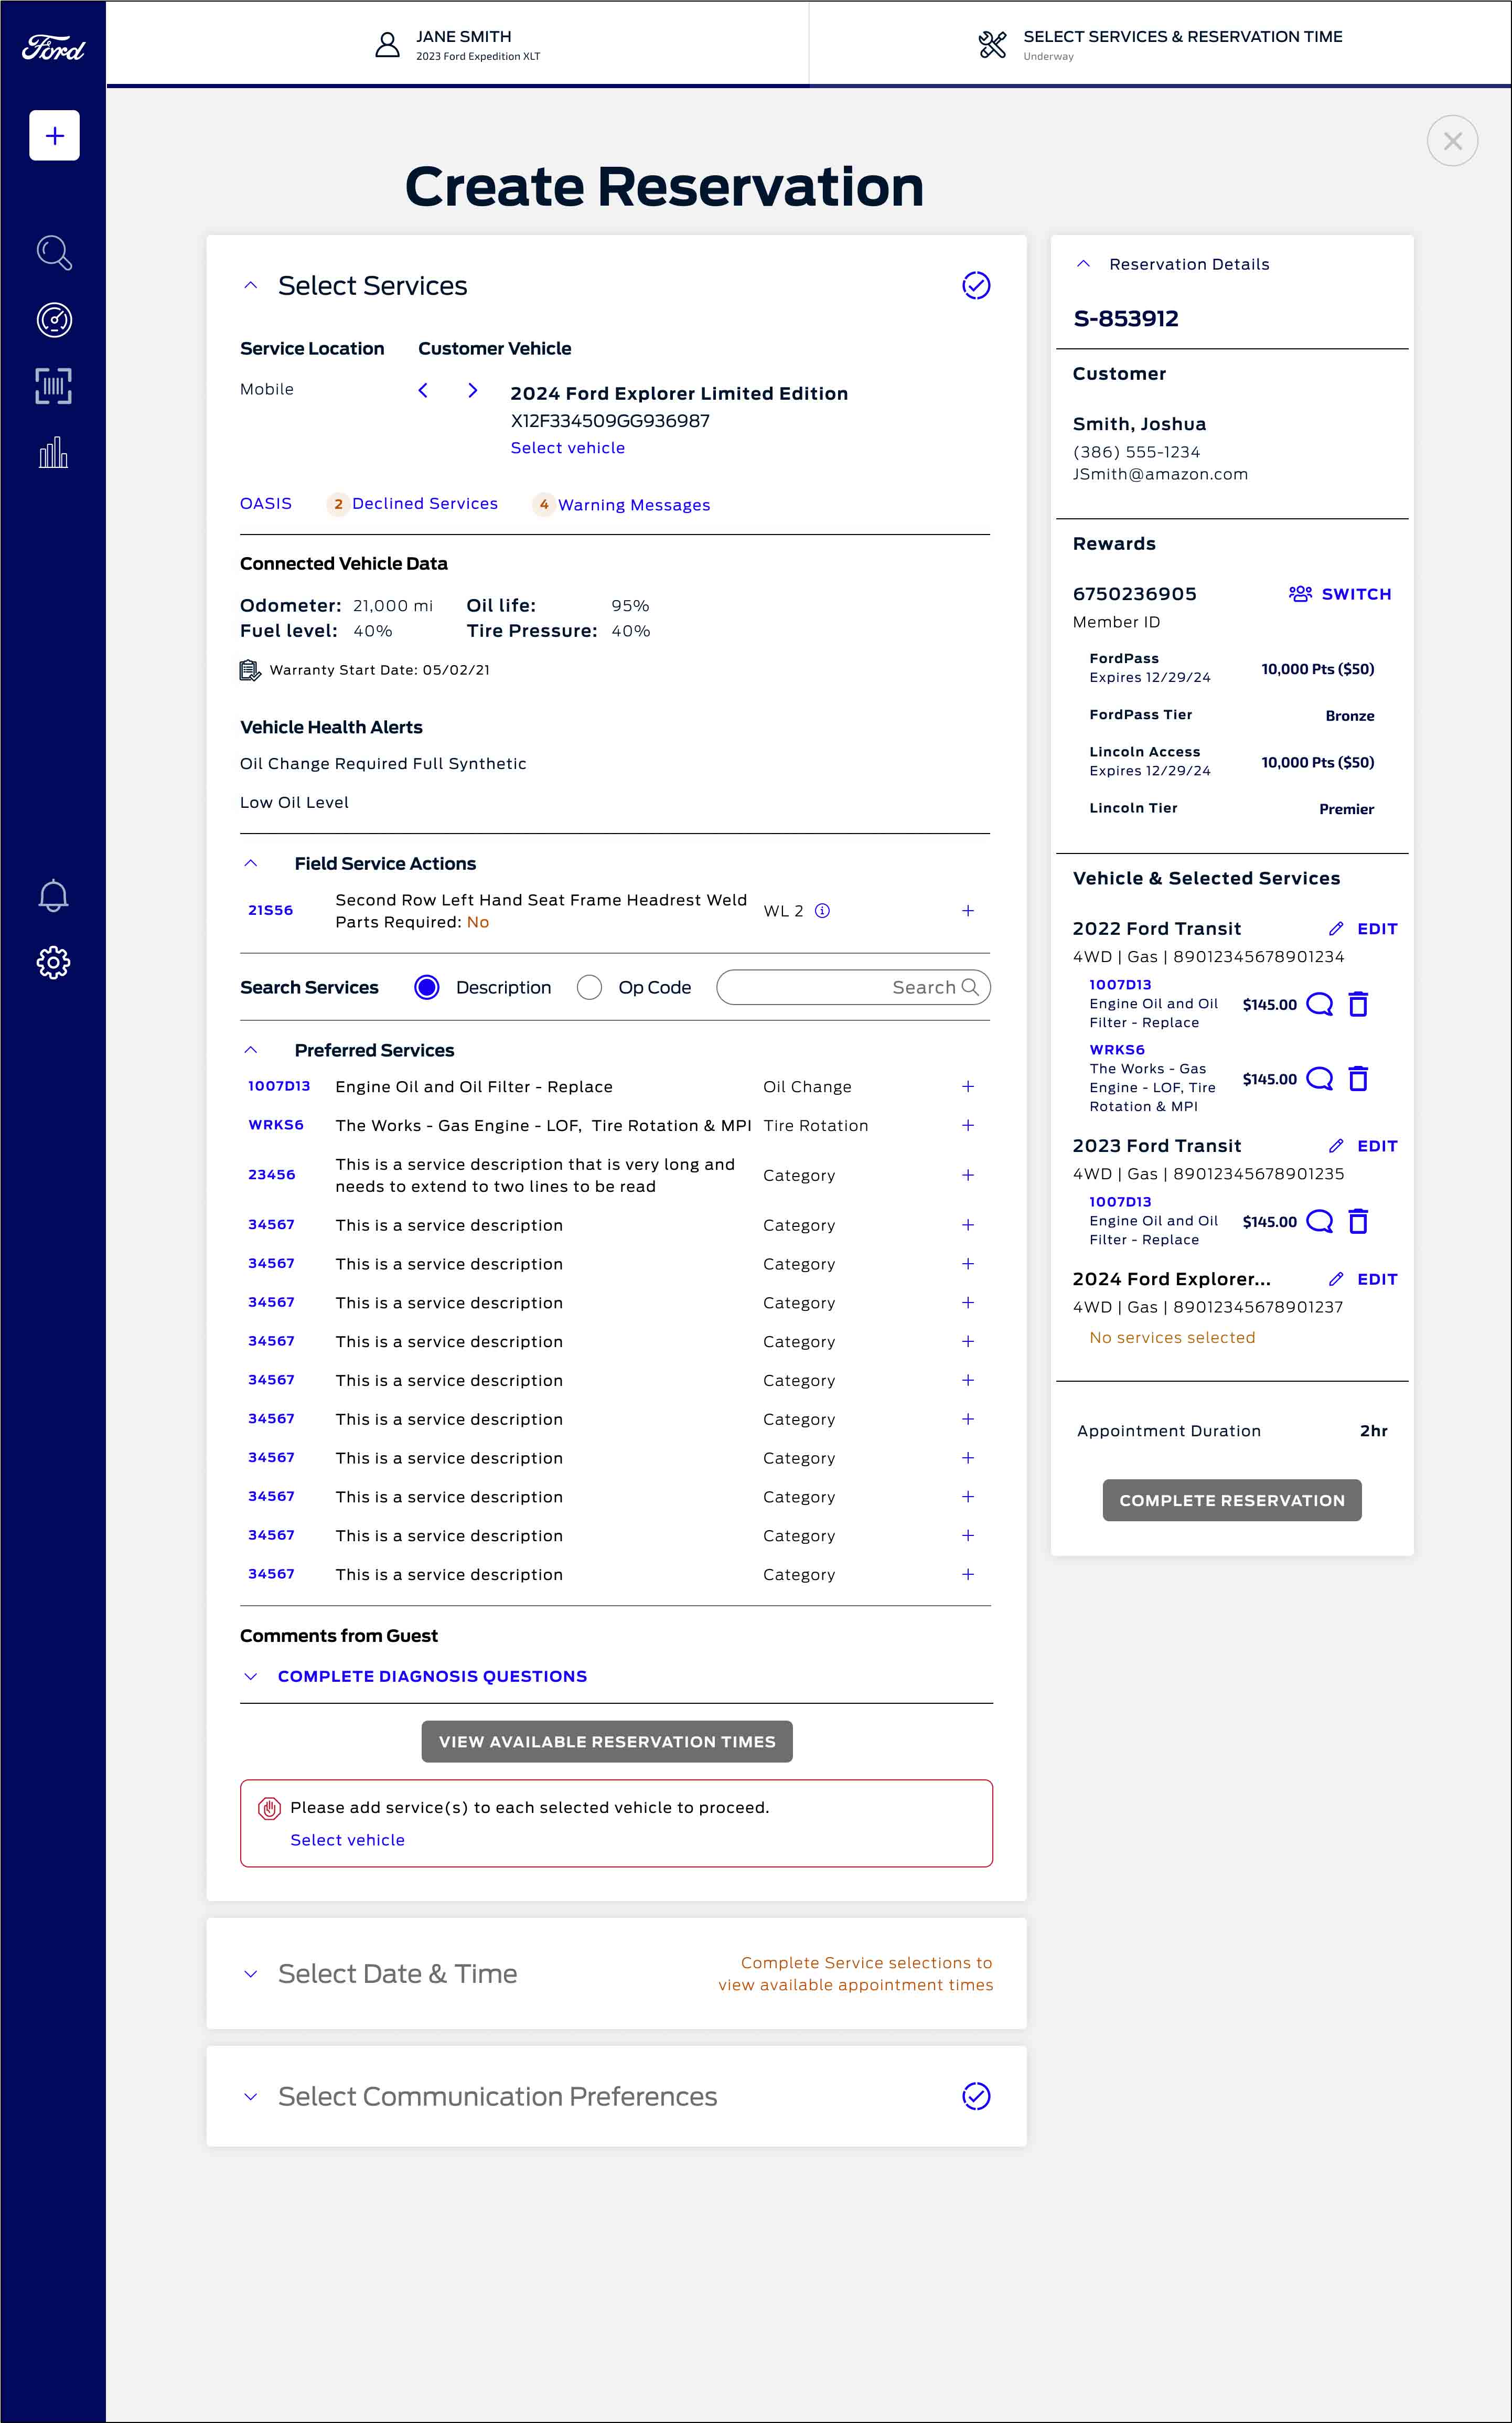 Ford
JANE SMITH
2023 Ford Expedition XLT
SELECT SERVICES & RESERVATION TIME
Underway
Create Reservation
Select Services
Service Location
Customer Vehicle
Mobile
2024 Ford Explorer Limited Edition
X12F334509GG936987
Select vehicle
OASIS
2 Declined Services
4 Warning Messages
Connected Vehicle Data
Odometer: 21,000 mi
Oil life: 95%
Fuel level: 40%
Tire Pressure: 40%
Warranty Start Date: 05/02/21
Vehicle Health Alerts
Oil Change Required Full Synthetic
Low Oil Level
Field Service Actions
21S56
Second Row Left Hand Seat Frame Headrest Weld
Parts Required: No
WL 2
Search Services
Description
Op Code
Search
Preferred Services
1007D13 Engine Oil and Oil Filter - Replace Oil Change
WRKS6 The Works - Gas Engine - LOF, Tire Rotation & MPI Tire Rotation
23456
This is a service description that is very long and
needs to extend to two lines to be read
Category
34567 This is a service description Category
34567 This is a service description Category
34567 This is a service description Category
34567 This is a service description Category
34567 This is a service description Category
34567 This is a service description Category
34567 This is a service description Category
34567 This is a service description Category
34567 This is a service description Category
34567 This is a service description Category
Comments from Guest
COMPLETE DIAGNOSIS QUESTIONS
VIEW AVAILABLE RESERVATION TIMES
Please add service(s) to each selected vehicle to proceed.
Select vehicle
Select Date & Time
Complete Service selections to
view available appointment times
Select Communication Preferences
Reservation Details
S-853912
Customer
Smith, Joshua
(386) 555-1234
JSmith@amazon.com
Rewards
6750236905
SWITCH
Member ID
FordPass
Expires 12/29/24
10,000 Pts ($50)
FordPass Tier
Bronze
Lincoln Access
Expires 12/29/24
10,000 Pts ($50)
Lincoln Tier
Premier
Vehicle & Selected Services
2022 Ford Transit
EDIT
4WD | Gas | 89012345678901234
1007D13
Engine Oil and Oil
Filter - Replace
$145.00
WRKS6
The Works - Gas
Engine - LOF, Tire
Rotation & MPI
$145.00
2023 Ford Transit
EDIT
4WD | Gas | 89012345678901235
1007D13
Engine Oil and Oil
Filter - Replace
$145.00
2024 Ford Explorer...
EDIT
4WD | Gas | 89012345678901237
No services selected
Appointment Duration
2hr
COMPLETE RESERVATION